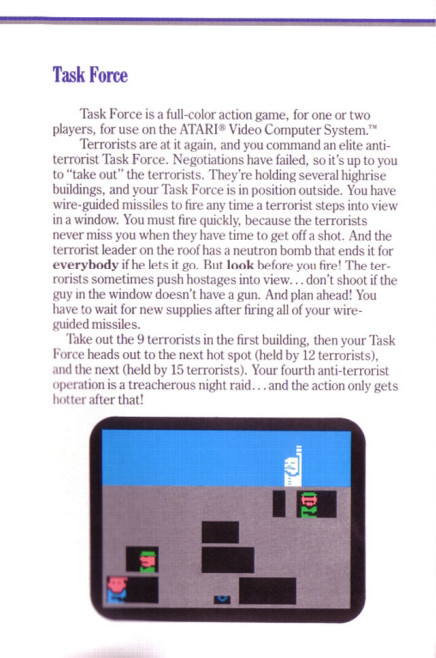 Task Force
Task Force is a full-color action game, for one or two
players, for use on the ATARI® Video Computer System.™
Terrorists are at it again, and you command an elite anti-
terrorist Task Force. Negotiations have failed, so it's up to you
to “take out” the terrorists. They're holding several highrise
buildings, and your Task Force is in position outside. You have
wire-guided missiles to fire any time a terrorist steps into view
in a window. You must fire quickly, because the terrorists
never miss you when they have time to get off a shot. And the
terrorist leader on the roof has a neutron bomb that ends it for
everybody if he lets it go. But look before you fire! The ter-
rorists sometimes push hostages into view...don't shoot if the
guy in the window doesn't have a gun. And plan ahead! You
have to wait for new supplies after firing all of your wire-
guided missiles.
Take out the 9 terrorists in the first building, then your Task
Force heads out to the next hot spot (held by 12 terrorists),
and the next (held by 15 terrorists). Your fourth anti-terrorist
operation is a treacherous night raid...and the action only gets
hotter after that!